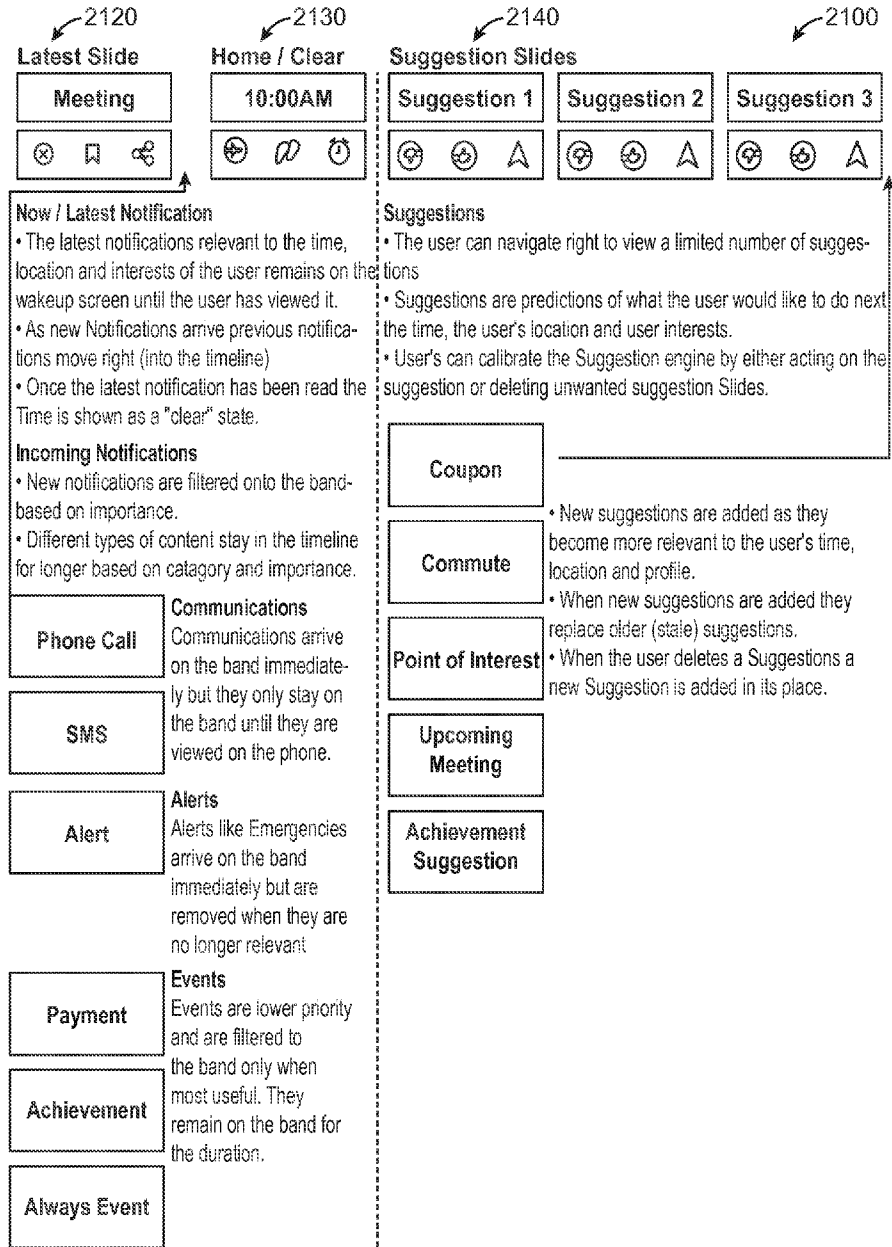 2120
2130
2140
2100
Latest Slide
Home / Clear
Suggestion Slides
Meeting
10:00AM
Suggestion 1
Suggestion 2
Suggestion 3
Now / Latest Notification
• The latest notifications relevant to the time,
location and interests of the user remains on the
wakeup screen until the user has viewed it.
• As new Notifications arrive previous notifica-
tions move right (into the timeline)
• Once the latest notification has been read the
Time is shown as a "clear" state.
Incoming Notifications
• New notifications are filtered onto the band-
based on importance.
• Different types of content stay in the timeline
for longer based on catagory and importance.
Phone Call
SMS
Communications
Communications arrive
on the band immediate-
ly but they only stay on
the band until they are
viewed on the phone.
Alert
Alerts
Alerts like Emergencies
arrive on the band
immediately but are
removed when they are
no longer relevant
Payment
Achievement
Always Event
Events
Events are lower priority
and are filtered to
the band only when
most useful. They
remain on the band for
the duration.
Suggestions
• The user can navigate right to view a limited number of sugges-
tions
• Suggestions are predictions of what the user would like to do next
the time, the user's location and user interests.
• User's can calibrate the Suggestion engine by either acting on the
suggestion or deleting unwanted suggestion Slides.
Coupon
Commute
Point of Interest
Upcoming
Meeting
Achievement
Suggestion
• New suggestions are added as they
become more relevant to the user's time,
location and profile.
• When new suggestions are added they
replace older (stale) suggestions.
• When the user deletes a Suggestions a
new Suggestion is added in its place.